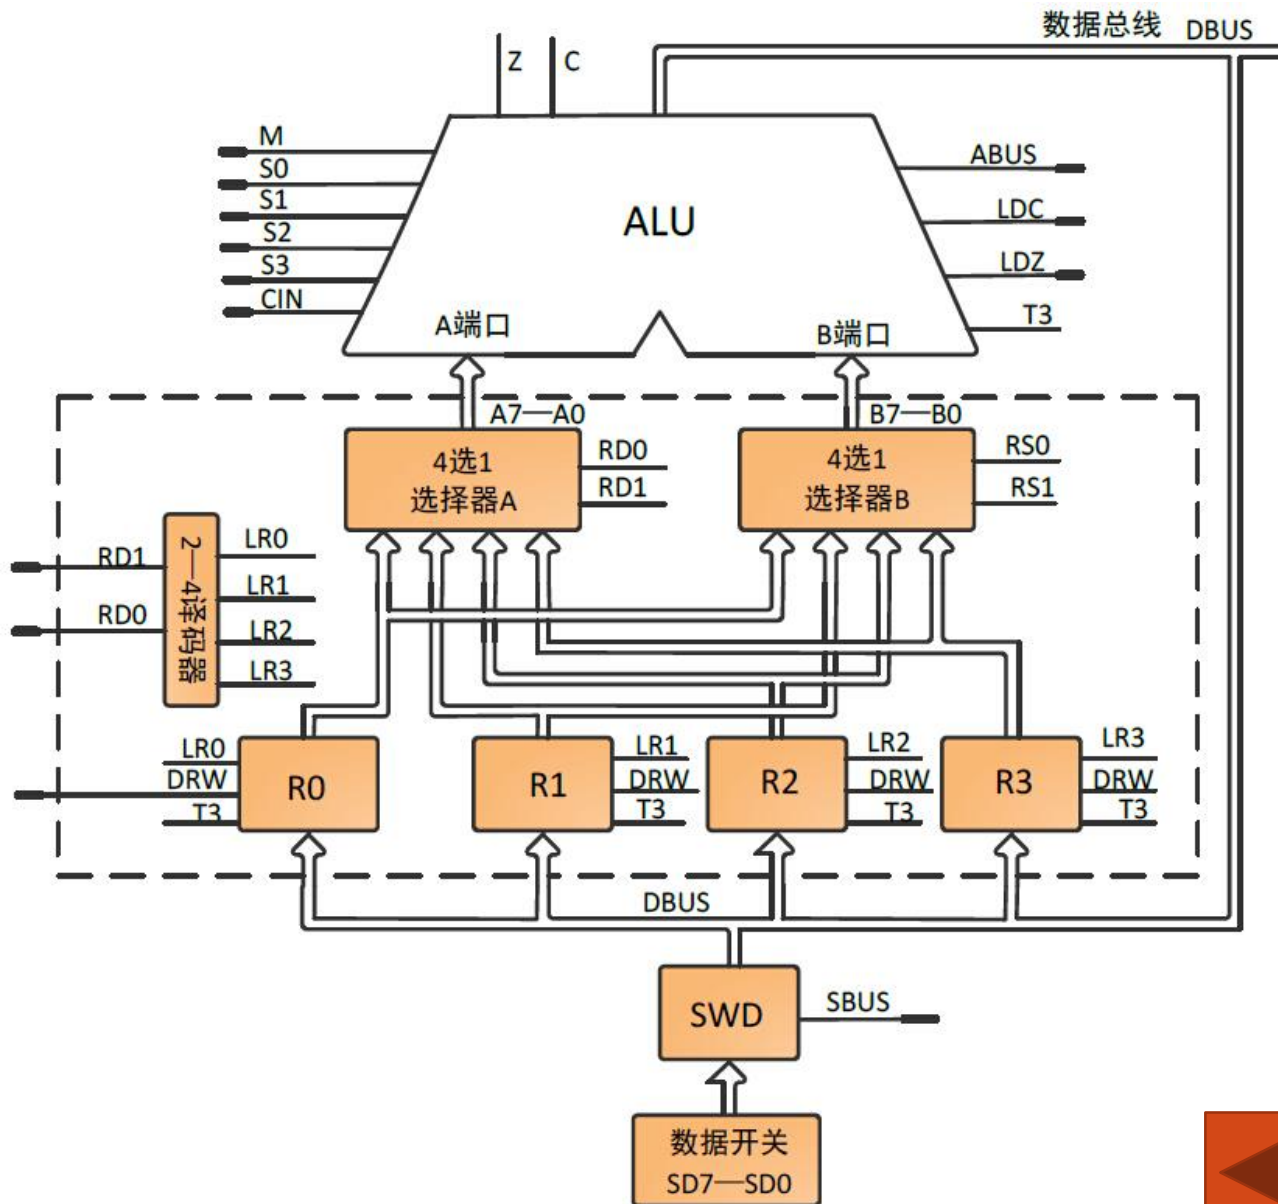 数据总线 DBUS
Z
C
M
S0
S1
S2
S3
CIN
ALU
ABUS
LDC
LDZ
T3
A端口
B端口
A7—A0
B7—B0
4选1
选择器A
RD0
RD1
4选1
选择器B
RS0
RS1
RD1
RD0
2—4译码器
LR0
LR1
LR2
LR3
LR0
DRW
T3
R0
R1
LR1
DRW
T3
R2
LR2
DRW
T3
R3
LR3
DRW
T3
DBUS
SWD
SBUS
数据开关
SD7—SD0